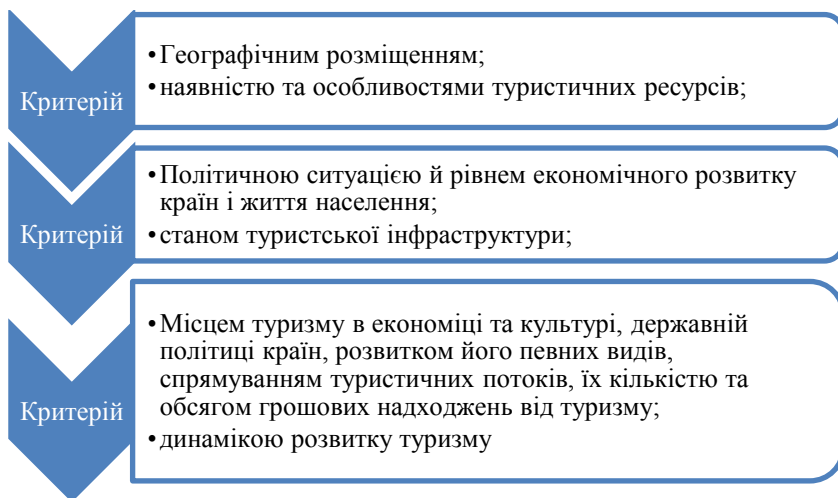 Критерій
•Географічним розміщенням;
•наявністю та особливостями туристичних ресурсів;
Критерій
•Політичною ситуацією й рівнем економічного розвитку
країн і життя населення;
•станом туристської інфраструктури;
Критерій
•Місцем туризму в економіці та культурі, державній
політиці країн, розвитком його певних видів,
спрямуванням туристичних потоків, їх кількістю та
обсягом грошових надходжень від туризму;
•динамікою розвитку туризму